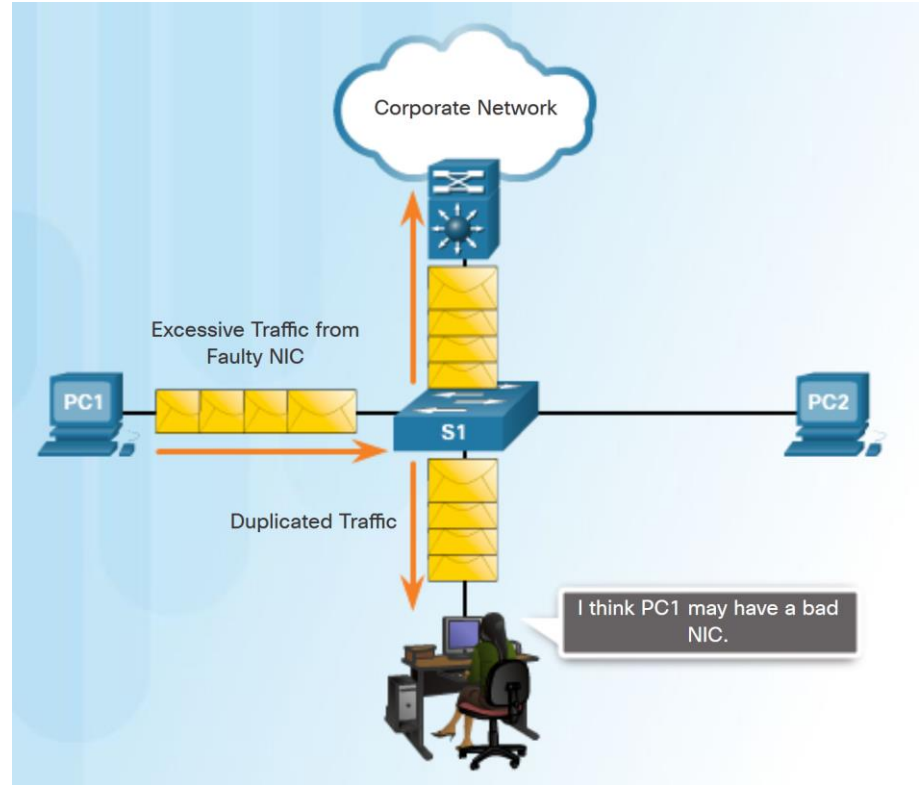 Corporate Network
Excessive Traffic from
Faulty NIC
PC1
S1
PC2
Duplicated Traffic
I think PC1 may have a bad
NIC.